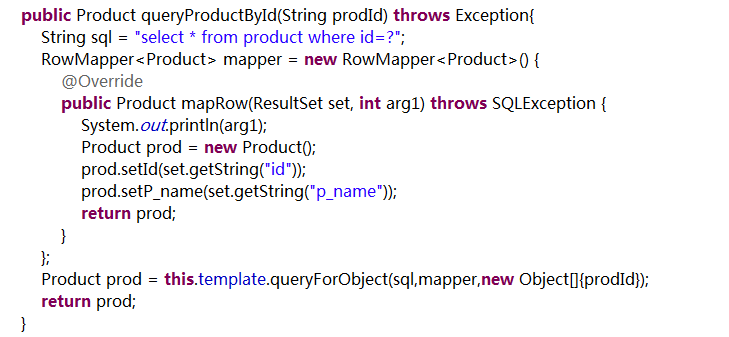 public Product queryProductById(String prodId) throws Exception{
String sql = "select * from product where id=?";
RowMapper<Product> mapper = new RowMapper<Product>() {
@Override
public Product mapRow(ResultSet set, int arg1) throws SQLException {
System.out.println(arg1);
Product prod = new Product();
prod.setId(set.getString("id"));
prod.setP_name(set.getString("p_name"));
return prod;
}
};
Product prod = this.template.queryForObject(sql,mapper,new Object[]{prodId});
return prod;
}